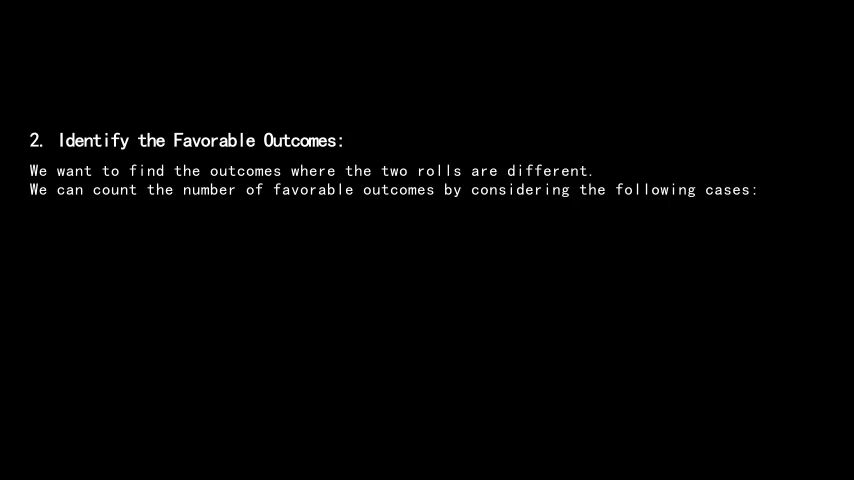 2. Identify the Favorable Outcomes:
We want to find the outcomes where the two rolls are different.
We can count the number of favorable outcomes by considering the following cases: